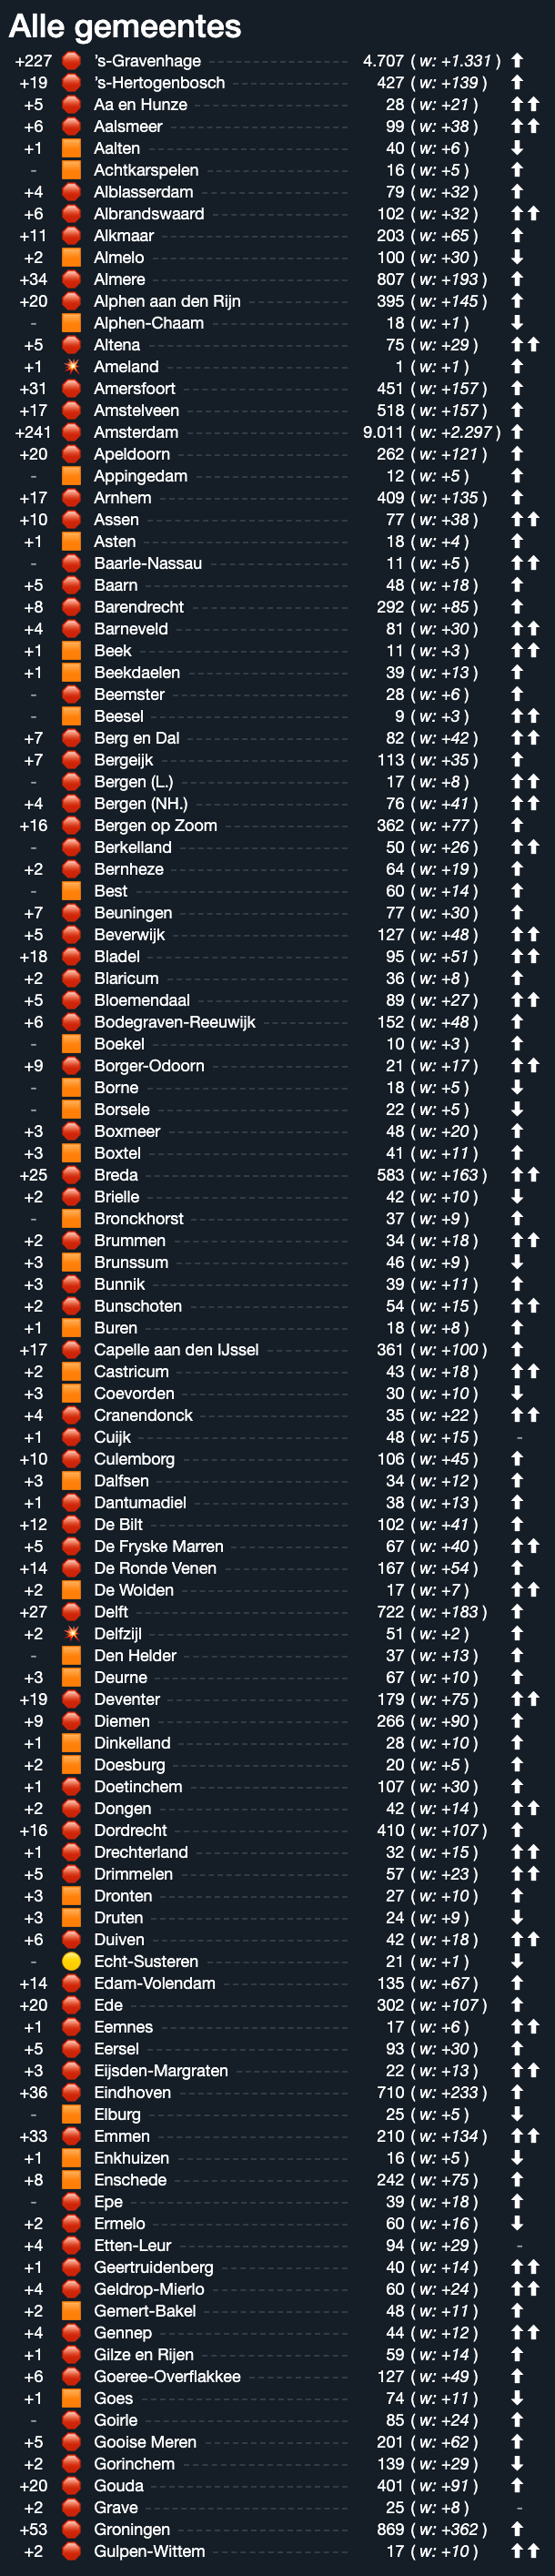 Alle gemeentes
+227 's-Gravenhage 4.707 ( w: +1.331 )
+19 's-Hertogenbosch 427 ( w: +139 )
+5 Aa en Hunze 28 ( w: +21 )
+6 Aalsmeer 99 ( w: +38 )
+1 Aalten 40 ( w: +6 )
- Achtkarspelen 16 ( w: +5 )
+4 Alblasserdam 79 ( w: +32 )
+6 Albrandswaard 102 ( w: +32 )
+11 Alkmaar 203 ( w: +65 )
+2 Almelo 100 ( w: +30 )
+34 Almere 807 ( w: +193 )
+20 Alphen aan den Rijn 395 ( w: +145 )
- Alphen-Chaam 18 ( w: +1 )
+5 Altena 75 ( w: +29 )
+1 Ameland 1 ( w: +1 )
+31 Amersfoort 451 ( w: +157 )
+17 Amstelveen 518 ( w: +157 )
+241 Amsterdam 9.011 ( w: +2.297 )
+20 Apeldoorn 262 ( w: +121 )
- Appingedam 12 ( w: +5 )
+17 Arnhem 409 ( w: +135 )
+10 Assen 77 ( w: +38 )
+1 Asten 18 ( w: +4 )
- Baarle-Nassau 11 ( w: +5 )
+5 Baarn 48 ( w: +18 )
+8 Barendrecht 292 ( w: +85 )
+4 Barneveld 81 ( w: +30 )
+1 Beek 11 ( w: +3 )
+1 Beekdaelen 39 ( w: +13 )
- Beemster 28 ( w: +6 )
- Beesel 9 ( w: +3 )
+7 Berg en Dal 82 ( w: +42 )
+7 Bergeijk 113 ( w: +35 )
- Bergen (L.) 17 ( w: +8 )
+4 Bergen (NH.) 76 ( w: +41 )
+16 Bergen op Zoom 362 ( w: +77 )
- Berkelland 50 ( w: +26 )
+2 Bernheze 64 ( w: +19 )
- Best 60 ( w: +14 )
+7 Beuningen 77 ( w: +30 )
+5 Beverwijk 127 ( w: +48 )
+18 Bladel 95 ( w: +51 )
+2 Blaricum 36 ( w: +8 )
+5 Bloemendaal 89 ( w: +27 )
+6 Bodegraven-Reeuwijk 152 ( w: +48 )
- Boekel 10 ( w: +3 )
+9 Borger-Odoorn 21 ( w: +17 )
- Borne 18 ( w: +5 )
- Borsele 22 ( w: +5 )
+3 Boxmeer 48 ( w: +20 )
+3 Boxtel 41 ( w: +11 )
+25 Breda 583 ( w: +163 )
+2 Brielle 42 ( w: +10 )
- Bronckhorst 37 ( w: +9 )
+2 Brummen 34 ( w: +18 )
+3 Brunssum 46 ( w: +9 )
+3 Bunnik 39 ( w: +11 )
+2 Bunschoten 54 ( w: +15 )
+1 Buren 18 ( w: +8 )
+17 Capelle aan den IJssel 361 ( w: +100 )
+2 Castricum 43 ( w: +18 )
+3 Coevorden 30 ( w: +10 )
+4 Cranendonck 35 ( w: +22 )
+1 Cuijk 48 ( w: +15 ) -
+10 Culemborg 106 ( w: +45 )
+3 Dalfsen 34 ( w: +12 )
+1 Dantumadiel 38 ( w: +13 )
+12 De Bilt 102 ( w: +41 )
+5 De Fryske Marren 67 ( w: +40 )
+14 De Ronde Venen 167 ( w: +54 )
+2 De Wolden 17 ( w: +7 )
+27 Delft 722 ( w: +183 )
+2 Delfzijl 51 ( w: +2 )
- Den Helder 37 ( w: +13 )
+3 Deurne 67 ( w: +10 )
+19 Deventer 179 ( w: +75 )
+9 Diemen 266 ( w: +90 )
+1 Dinkelland 28 ( w: +10 )
+2 Doesburg 20 ( w: +5 )
+1 Doetinchem 107 ( w: +30 )
+2 Dongen 42 ( w: +14 )
+16 Dordrecht 410 ( w: +107 )
+1 Drechterland 32 ( w: +15 )
+5 Drimmelen 57 ( w: +23 )
+3 Dronten 27 ( w: +10 )
+3 Druten 24 ( w: +9 )
+6 Duiven 42 ( w: +18 )
- Echt-Susteren 21 ( w: +1 )
+14 Edam-Volendam 135 ( w: +67 )
+20 Ede 302 ( w: +107 )
+1 Eemnes 17 ( w: +6 )
+5 Eersel 93 ( w: +30 )
+3 Eijsden-Margraten 22 ( w: +13 )
+36 Eindhoven 710 ( w: +233 )
- Elburg 25 ( w: +5 )
+33 Emmen 210 ( w: +134 )
+1 Enkhuizen 16 ( w: +5 )
+8 Enschede 242 ( w: +75 )
- Epe 39 ( w: +18 )
+2 Ermelo 60 ( w: +16 )
+4 Etten-Leur 94 ( w: +29 ) -
+1 Geertruidenberg 40 ( w: +14 )
+4 Geldrop-Mierlo 60 ( w: +24 )
+2 Gemert-Bakel 48 ( w: +11 )
+4 Gennep 44 ( w: +12 )
+1 Gilze en Rijen 59 ( w: +14 )
+6 Goeree-Overflakkee 127 ( w: +49 )
+1 Goes 74 ( w: +11 )
- Goirle 85 ( w: +24 )
+5 Gooise Meren 201 ( w: +62 )
+2 Gorinchem 139 ( w: +29 )
+20 Gouda 401 ( w: +91 )
+2 Grave 25 ( w: +8 ) -
+53 Groningen 869 ( w: +362 )
+2 Gulpen-Wittem 17 ( w: +10 )